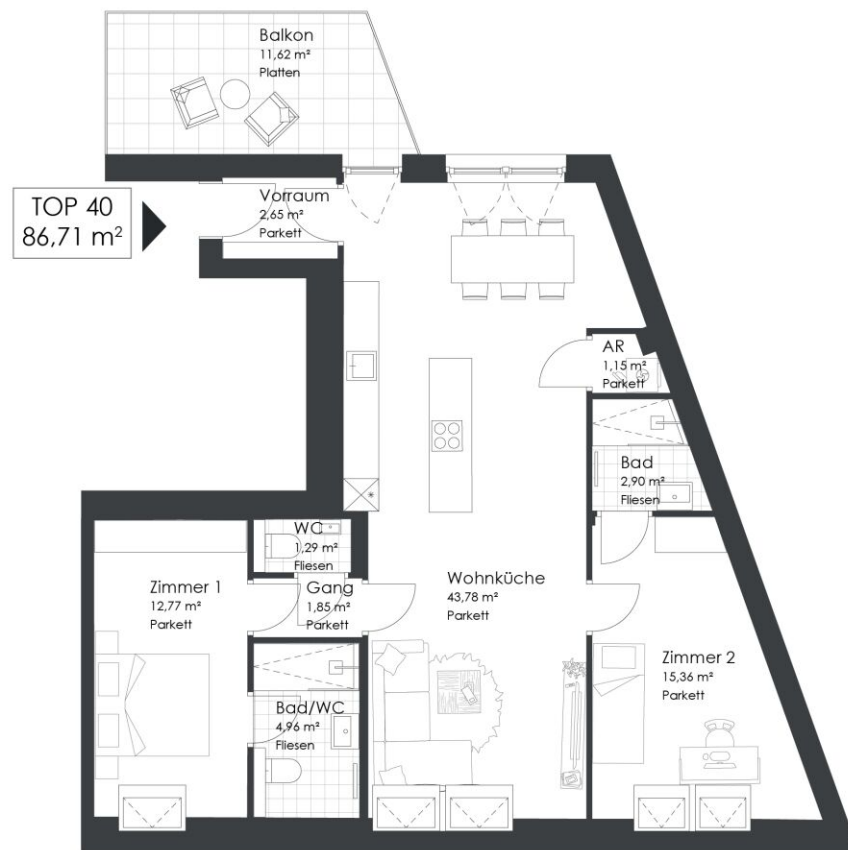 Balkon
11,62 m²
Platten
TOP 40
86,71 m²
Vorraum
2,65 m²
Parkett
AR
1,15 m²
Parkett
Bad
2,90 m²
Fliesen
WC
1,29 m²
Fliesen
Zimmer 1
12,77 m²
Parkett
Gang
1,85 m²
Parkett
Wohnküche
43,78 m²
Parkett
Zimmer 2
15,36 m²
Parkett
Bad/WC
4,96 m²
Fliesen